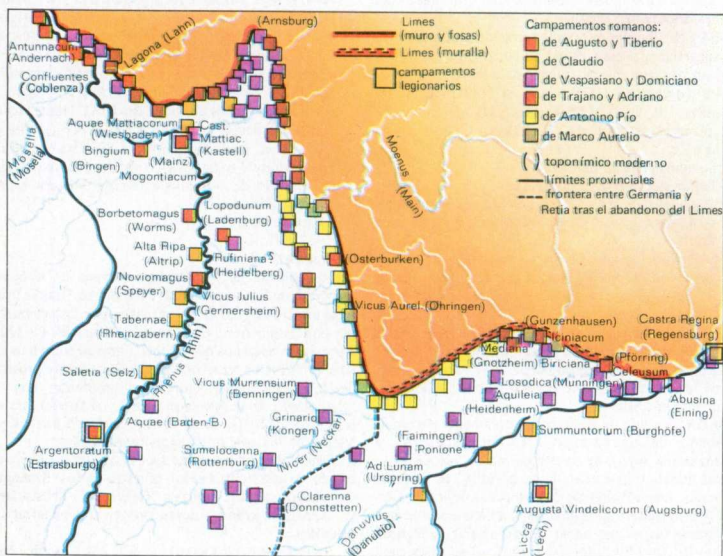 (Arnsburg)
Antunnacum
(Andernach)
Lagona (Lahn)
Confluentes
(Coblenza)
Mosella
(Mosela)
Aquae Mattiacorum
(Wiesbaden)
Cast.
Mattiac.
(Kastell)
Bingium
(Bingen)
(Mainz)
Mogontiacum
Borbetomagus
(Worms)
Lopodunum
(Ladenburg)
Alta Ripa
(Altrip)
Rufiniana?
(Heidelberg)
Noviomagus
(Speyer)
Vicus Julius
(Germersheim)
Tabernae
(Rheinzabern)
Rhenus (Rhin)
Saletia (Selz)
Vicus Murrensium
(Benningen)
Aquae (Baden-B.)
Grinario
(Köngen)
Argentoratum
(Estrasburgo)
Sumelocenna
(Rottenburg)
Nicer (Neckar)
Clarenna
(Donnstetten)
Limes
(muro y fosas)
Limes (muralla)
campamentos
legionarios
Moenus (Main)
(Osterburken)
Vicus Aurel (Ohringen)
(Gunzenhausen)
Iciniacum
Mediana
(Gnotzheim)
Biriciana
Losodica (Munningen)
Aquileia
(Heidenheim)
(Pforring)
Celeusum
Castra Regina
(Regensburg)
Abusina
(Eining)
(Faimingen)
Ponione
Summuntorium (Burghöfe)
Ad Lunam
(Urspring)
Danuvius
(Danubio)
Augusta Vindelicorum (Augsburg)
Licca
(Lech)
Campamentos romanos:
de Augusto y Tiberio
de Claudio
de Vespasiano y Domiciano
de Trajano y Adriano
de Antonino Pío
de Marco Aurelio
( ) toponímico moderno
límites provinciales
frontera entre Germania y
Retia tras el abandono del Limes